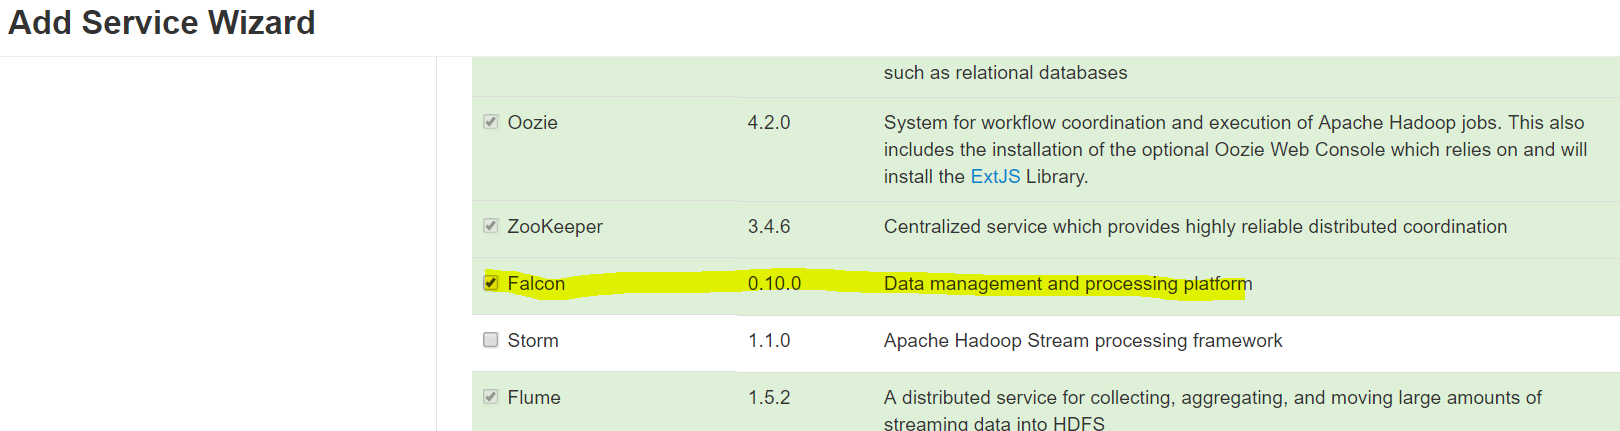 Add Service Wizard
such as relational databases
Oozie 4.2.0 System for workflow coordination and execution of Apache Hadoop jobs. This also
includes the installation of the optional Oozie Web Console which relies on and will
install the ExtJS Library.
ZooKeeper 3.4.6 Centralized service which provides highly reliable distributed coordination
Falcon 0.10.0 Data management and processing platform
Storm 1.1.0 Apache Hadoop Stream processing framework
Flume 1.5.2 A distributed service for collecting, aggregating, and moving large amounts of
streaming data into HDFS